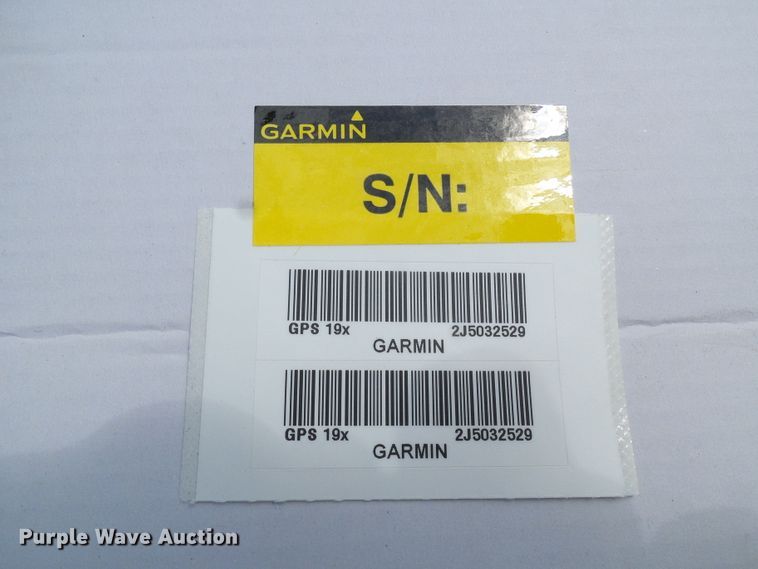 GARMIN
S/N:
GPS 19x 2J5032529
GARMIN
GPS 19x 2J5032529
GARMIN
Purple Wave Auction